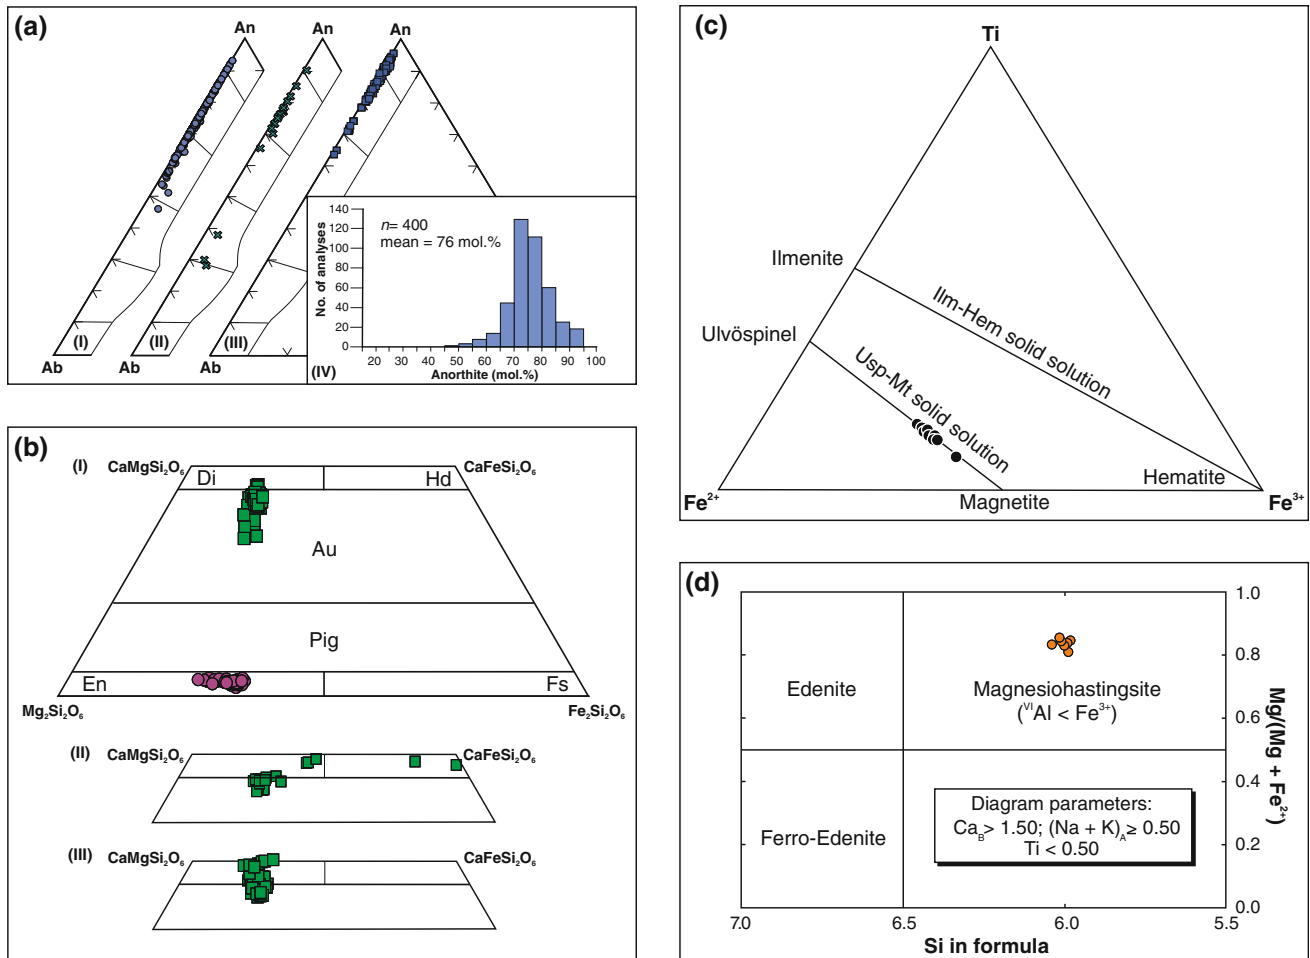 (a)
An
An
An
(I)
(II)
(III)
Ab
Ab
Ab
No. of analyses
140
120
100
80
60
40
20
0
n= 400
mean = 76 mol.%
20 30 40 50 60 70 80 90 100
Anorthite (mol.%)
(IV)
(b)
(I)
CaMgSi₂O₆
CaFeSi₂O₆
Di
Hd
Au
Pig
En
Fs
Mg₂Si₂O₆
Fe₂Si₂O₆
(II)
CaMgSi₂O₆
CaFeSi₂O₆
(III)
CaMgSi₂O₆
CaFeSi₂O₆
(c)
Ti
Ilmenite
Ilm-Hem solid solution
Ulvöspinel
Usp-Mt solid solution
Hematite
Fe²⁺
Magnetite
Fe³⁺
(d)
1.0
0.8
0.6
0.4
0.2
0.0
Mg/(Mg + Fe²⁺)
Edenite
Magnesiohastingsite
(ⱽᴵAl < Fe³⁺)
Ferro-Edenite
Diagram parameters:
Ca_B> 1.50; (Na + K)_A≥ 0.50
Ti < 0.50
7.0 6.5 6.0 5.5
Si in formula